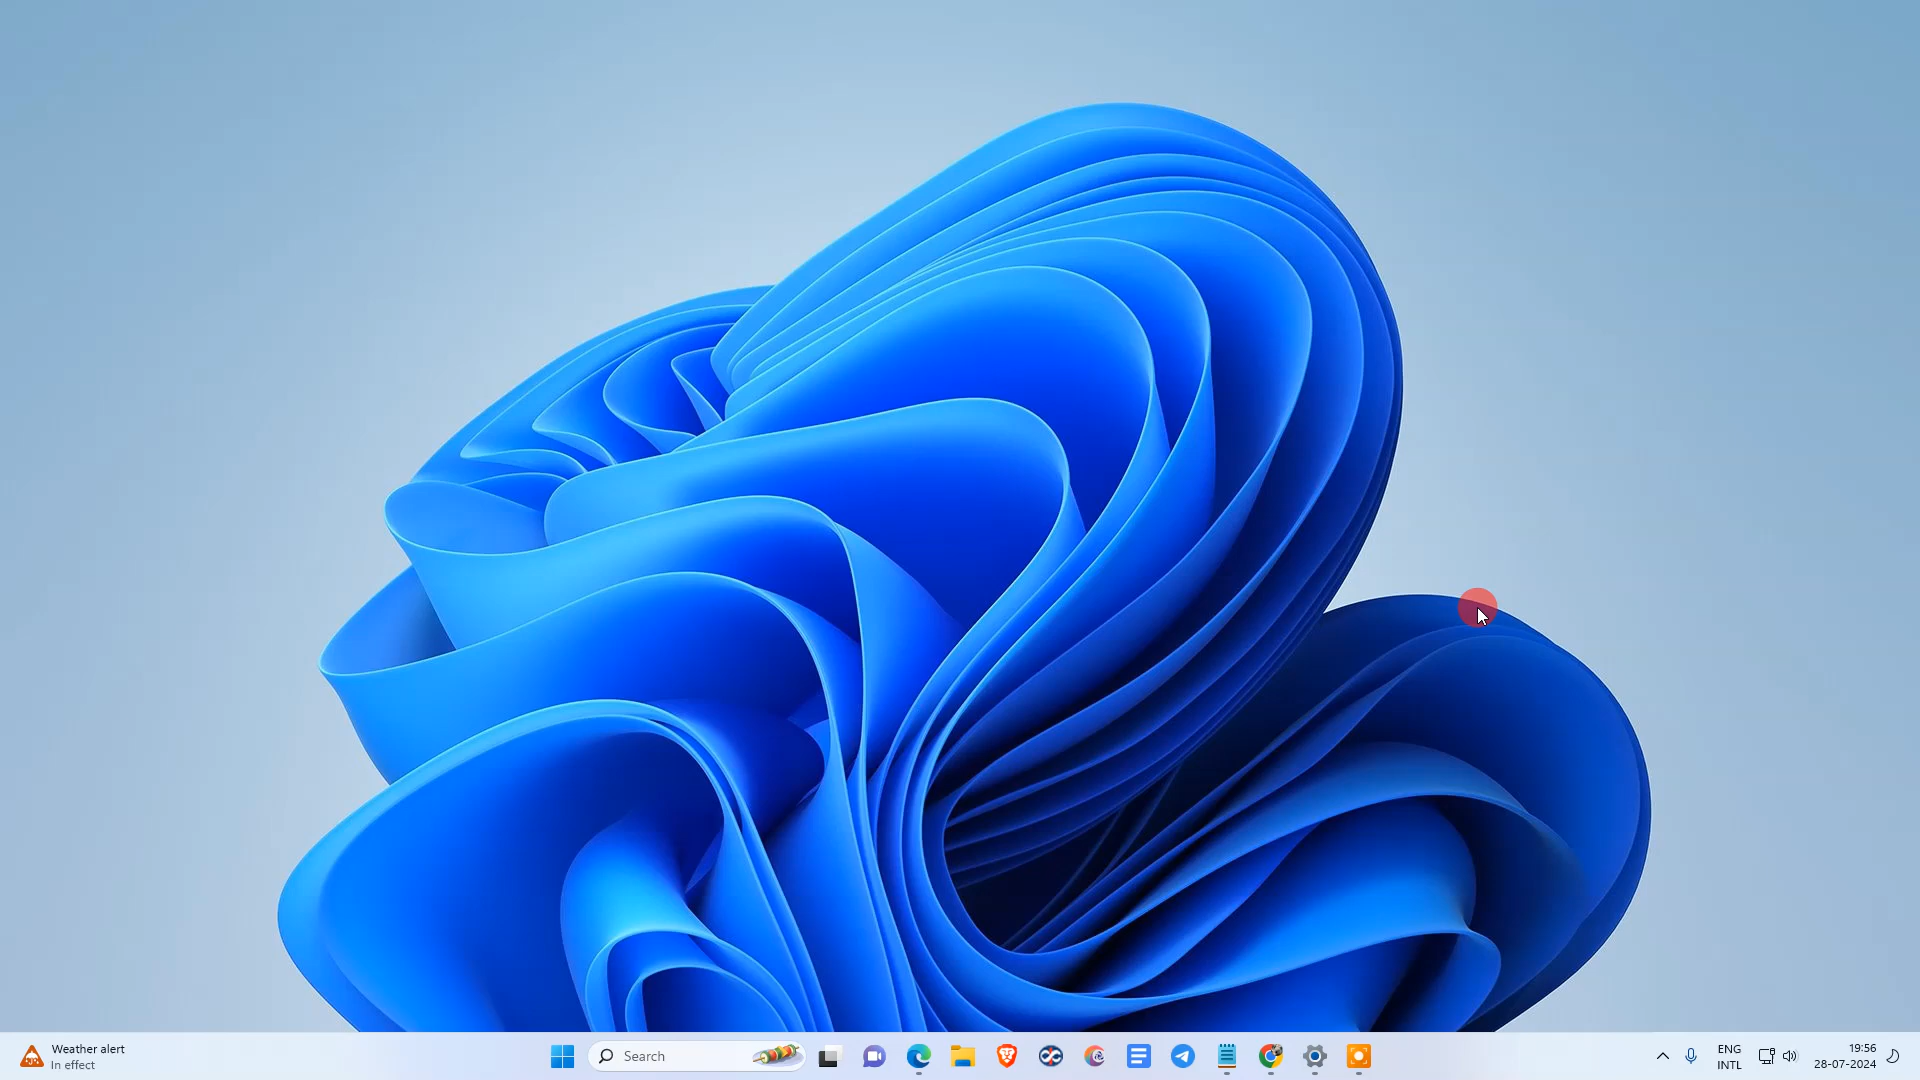 Weather alert
In effect
Search
ENG
INTL
19:56
28-07-2024